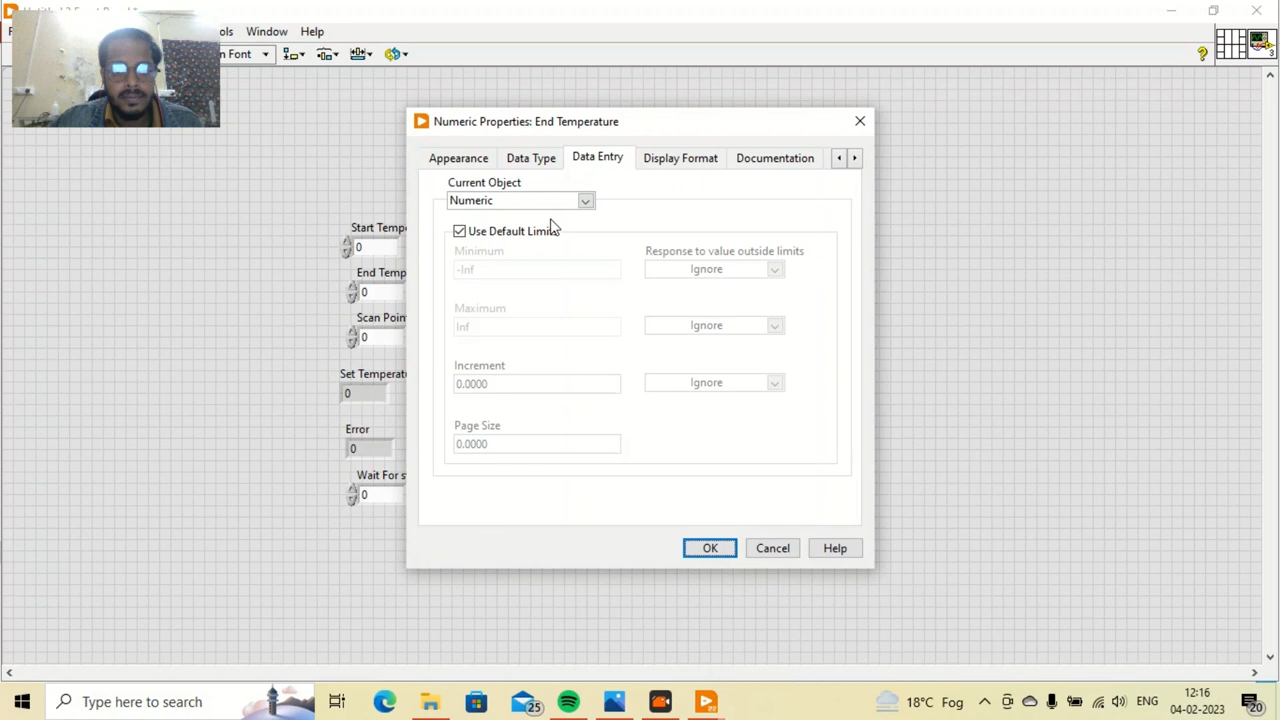 ols Window Help
n Font
?
3
Numeric Properties: End Temperature
Appearance Data Type Data Entry Display Format Documentation
Current Object
Numeric
Use Default Limits
Minimum Response to value outside limits
-Inf Ignore
Maximum
Inf Ignore
Increment
0.0000 Ignore
Page Size
0.0000
OK Cancel Help
Start Tempe
0
End Temp
0
Scan Poin
0
Set Temperatu
0
Error
0
Wait For s
0
Type here to search
25
18°C Fog
ENG
12:16
04-02-2023
20